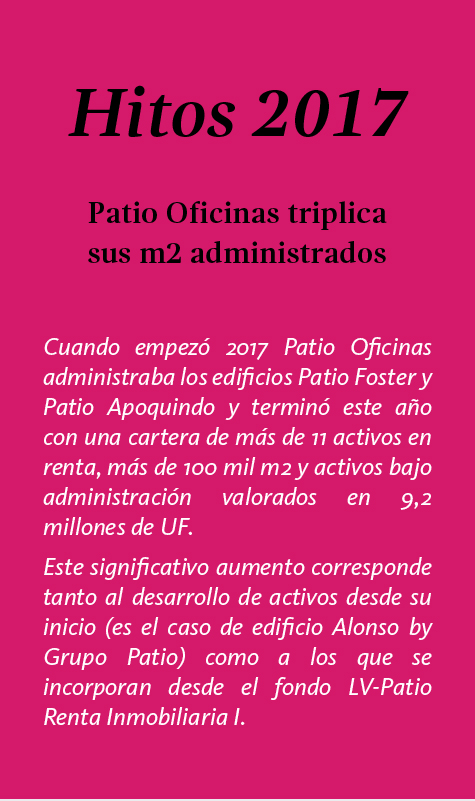 Hitos 2017
Patio Oficinas triplica
sus m2 administrados
Cuando empezó 2017 Patio Oficinas
administraba los edificios Patio Foster y
Patio Apoquindo y terminó este año
con una cartera de más de 11 activos en
renta, más de 100 mil m2 y activos bajo
administración valorados en 9,2
millones de UF.
Este significativo aumento corresponde
tanto al desarrollo de activos desde su
inicio (es el caso de edificio Alonso by
Grupo Patio) como a los que se
incorporan desde el fondo LV-Patio
Renta Inmobiliaria I.